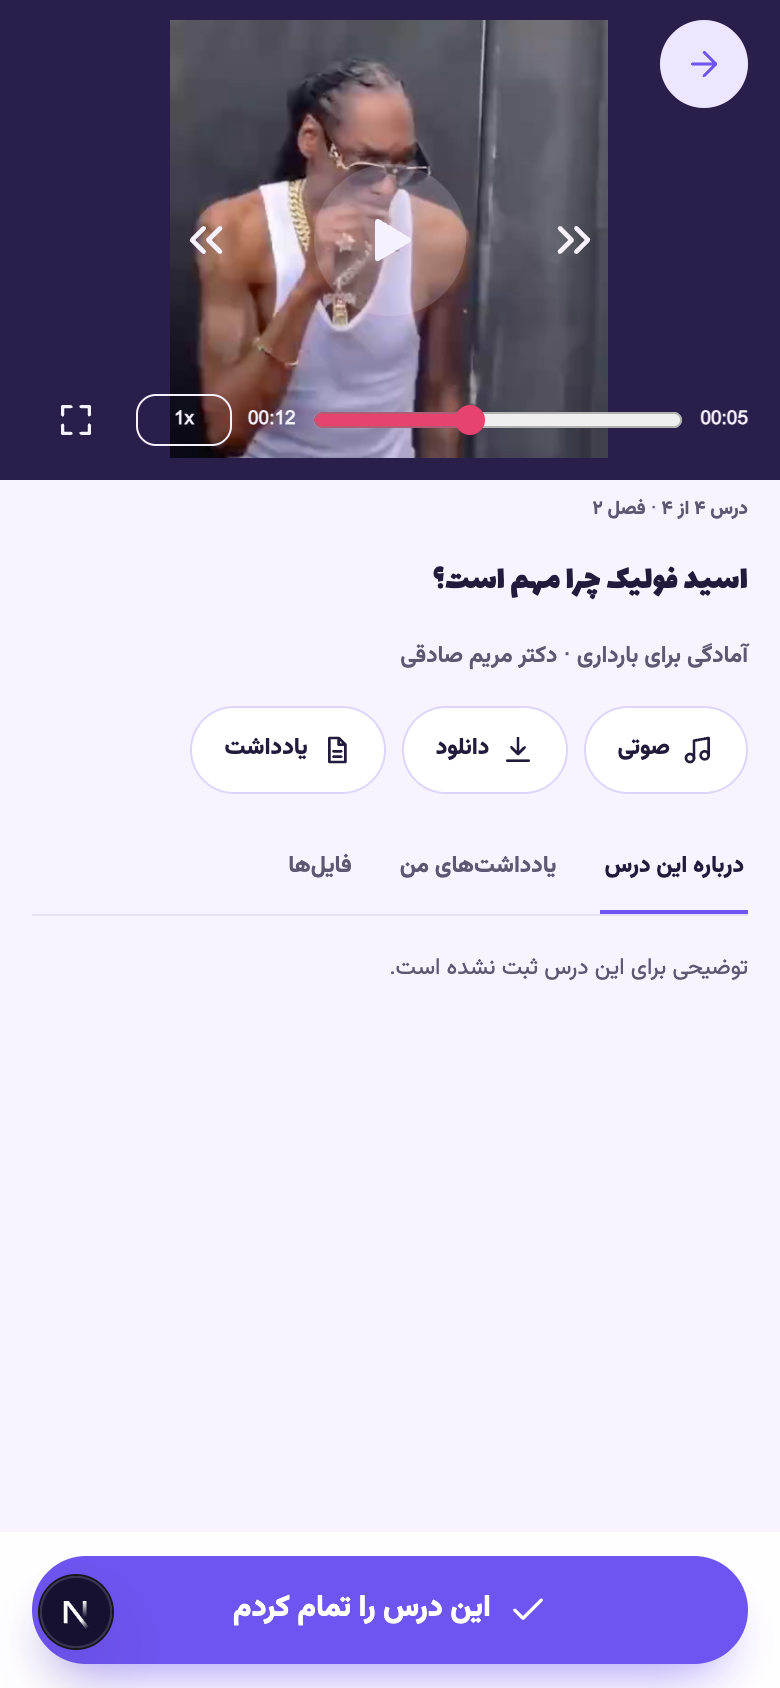 1x 00:12 00:05
درس ۴ از ۴ · فصل ۲
اسید فولیک چرا مهم است؟
آمادگی برای بارداری · دکتر مریم صادقی
صوتی دانلود یادداشت
درباره این درس یادداشت‌های من فایل‌ها
توضیحی برای این درس ثبت نشده است.
این درس را تمام کردم
N